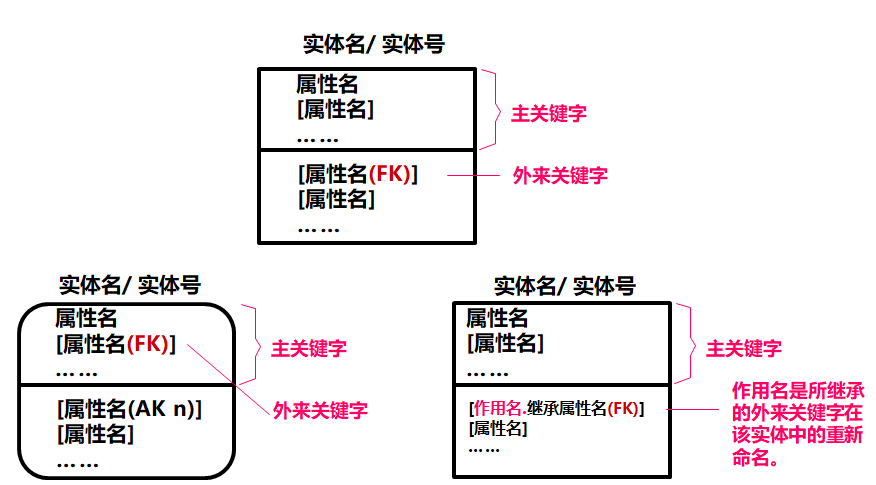 实体名/ 实体号
属性名
[属性名]
……
主关键字
[属性名(FK)]
外来关键字
[属性名]
……
实体名/ 实体号
属性名
[属性名(FK)]
……
主关键字
外来关键字
[属性名(AK n)]
[属性名]
……
实体名/ 实体号
属性名
[属性名]
……
主关键字
[作用名.继承属性名(FK)]
[属性名]
……
作用名是所继承
的外来关键字在
该实体中的重新
命名。